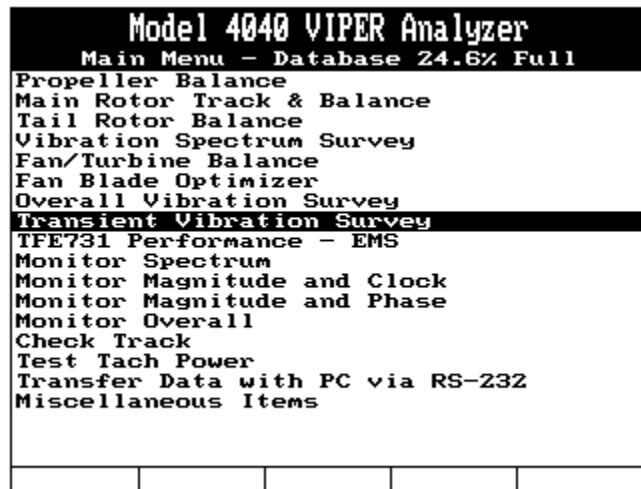 Model 4040 VIPER Analyzer
Main Menu - Database 24.6% Full
Propeller Balance
Main Rotor Track & Balance
Tail Rotor Balance
Vibration Spectrum Survey
Fan/Turbine Balance
Fan Blade Optimizer
Overall Vibration Survey
Transient Vibration Survey
TFE731 Performance - EMS
Monitor Spectrum
Monitor Magnitude and Clock
Monitor Magnitude and Phase
Monitor Overall
Check Track
Test Tach Power
Transfer Data with PC via RS-232
Miscellaneous Items